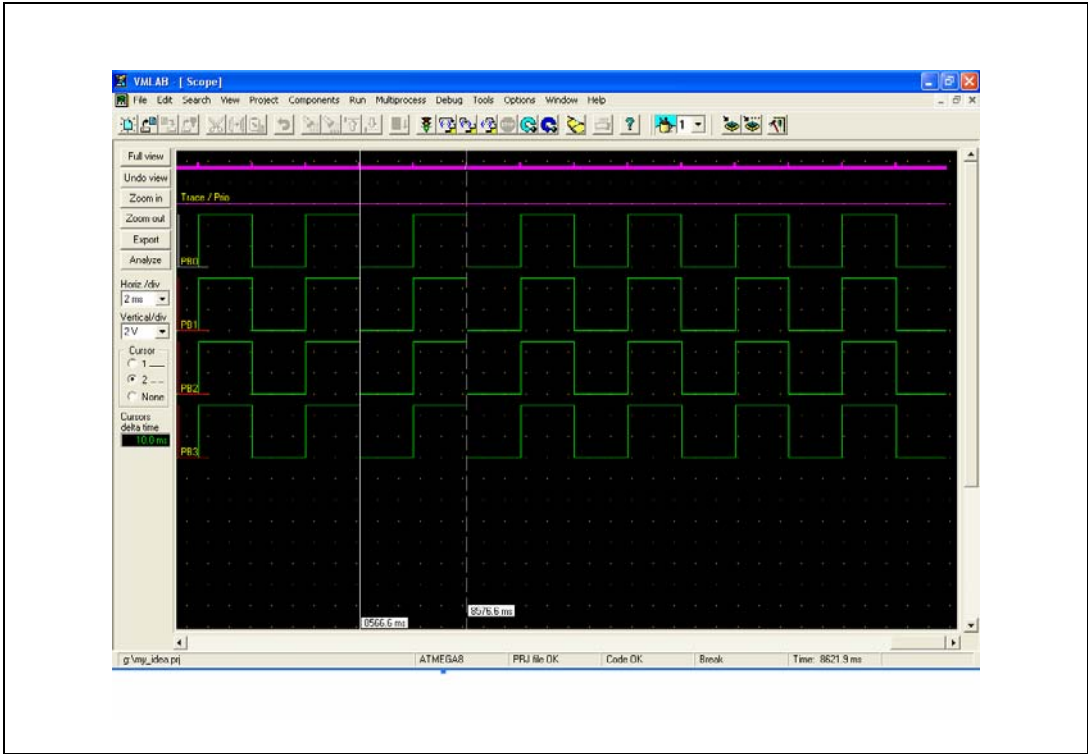 VMLAB - [ Scope]
File Edit Search View Project Components Run Multiprocess Debug Tools Options Window Help
1
Full view
Undo view
Zoom in
Zoom out
Export
Analyze
Horiz /div
2 ms
Vertical/div
2 V
Cursor
1
2
None
Cursors
delta time
10.0 ms
Trace / Prio
PB0
PB1
PB2
PB3
8566.6 ms
8576.6 ms
g:\my_idea.prj ATMEGA8 PRJ file OK Code OK Break Time: 8621.9 ms